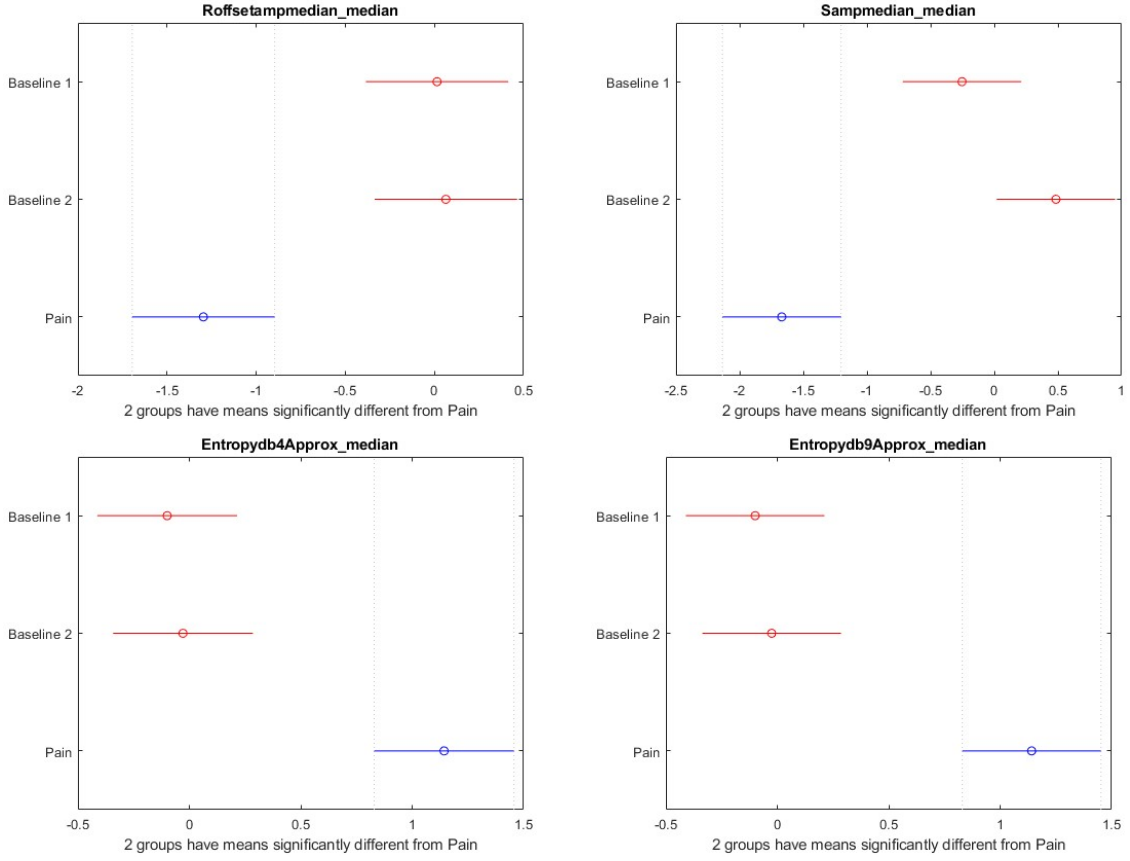 Roffsetampmedian_median
Baseline 1
Baseline 2
Pain
-2 -1.5 -1 -0.5 0 0.5
2 groups have means significantly different from Pain
Sampmedian_median
Baseline 1
Baseline 2
Pain
-2.5 -2 -1.5 -1 -0.5 0 0.5 1
2 groups have means significantly different from Pain
Entropydb4Approx_median
Baseline 1
Baseline 2
Pain
-0.5 0 0.5 1 1.5
2 groups have means significantly different from Pain
Entropydb9Approx_median
Baseline 1
Baseline 2
Pain
-0.5 0 0.5 1 1.5
2 groups have means significantly different from Pain